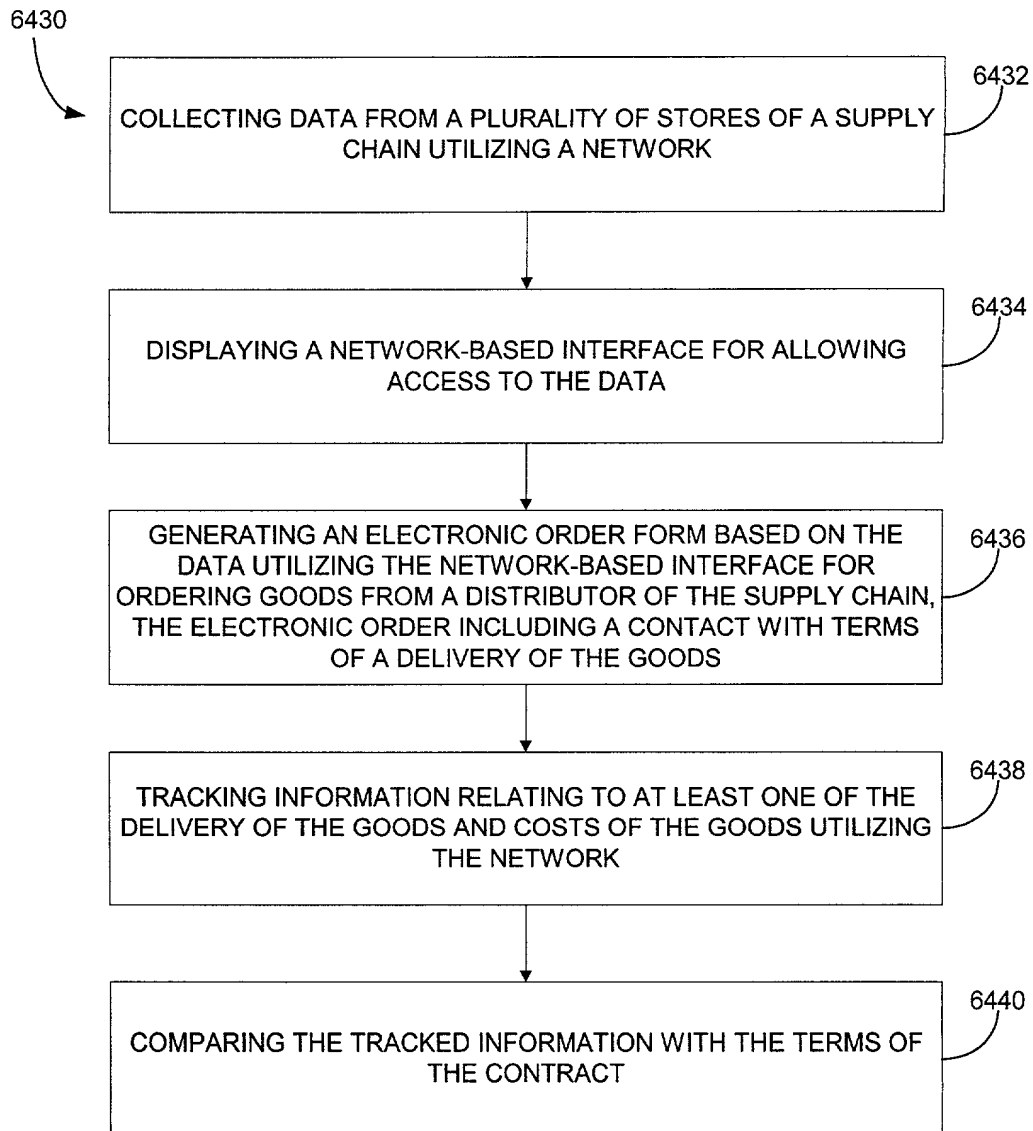 6430
6432
COLLECTING DATA FROM A PLURALITY OF STORES OF A SUPPLY
CHAIN UTILIZING A NETWORK
6434
DISPLAYING A NETWORK-BASED INTERFACE FOR ALLOWING
ACCESS TO THE DATA
6436
GENERATING AN ELECTRONIC ORDER FORM BASED ON THE
DATA UTILIZING THE NETWORK-BASED INTERFACE FOR
ORDERING GOODS FROM A DISTRIBUTOR OF THE SUPPLY CHAIN,
THE ELECTRONIC ORDER INCLUDING A CONTACT WITH TERMS
OF A DELIVERY OF THE GOODS
6438
TRACKING INFORMATION RELATING TO AT LEAST ONE OF THE
DELIVERY OF THE GOODS AND COSTS OF THE GOODS UTILIZING
THE NETWORK
6440
COMPARING THE TRACKED INFORMATION WITH THE TERMS OF
THE CONTRACT